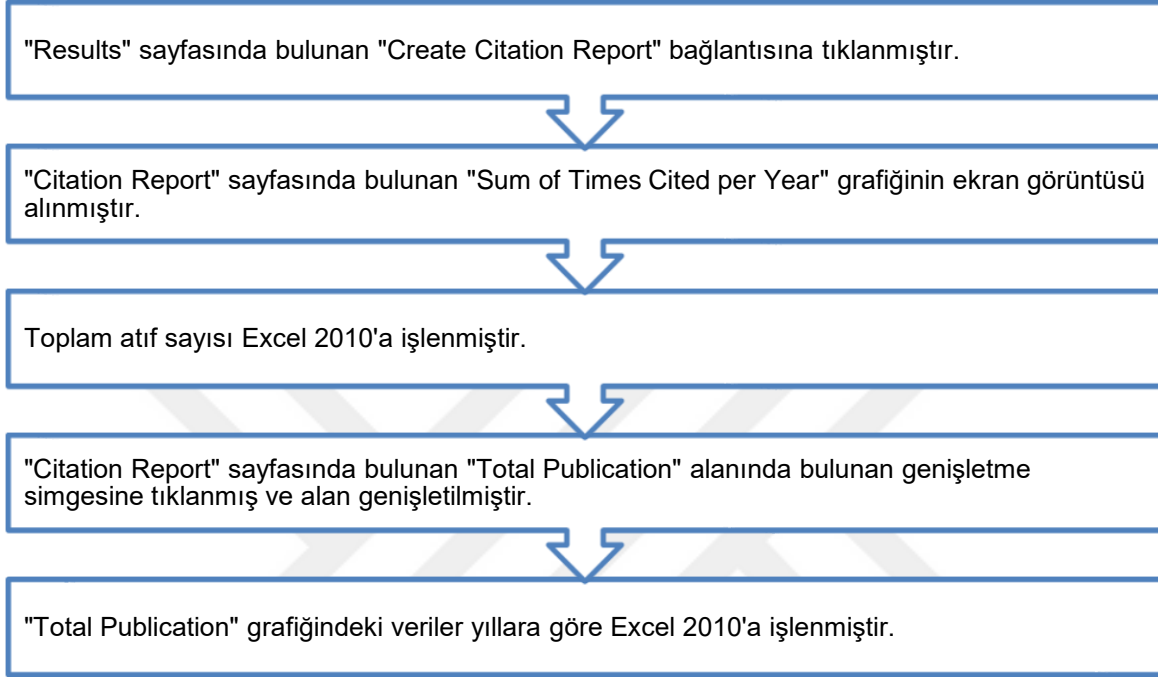 "Results" sayfasında bulunan "Create Citation Report" bağlantısına tıklanmıştır.
"Citation Report" sayfasında bulunan "Sum of Times Cited per Year" grafiğinin ekran görüntüsü
alınmıştır.
Toplam atıf sayısı Excel 2010'a işlenmiştir.
"Citation Report" sayfasında bulunan "Total Publication" alanında bulunan genişletme
simgesine tıklanmış ve alan genişletilmiştir.
"Total Publication" grafiğindeki veriler yıllara göre Excel 2010'a işlenmiştir.